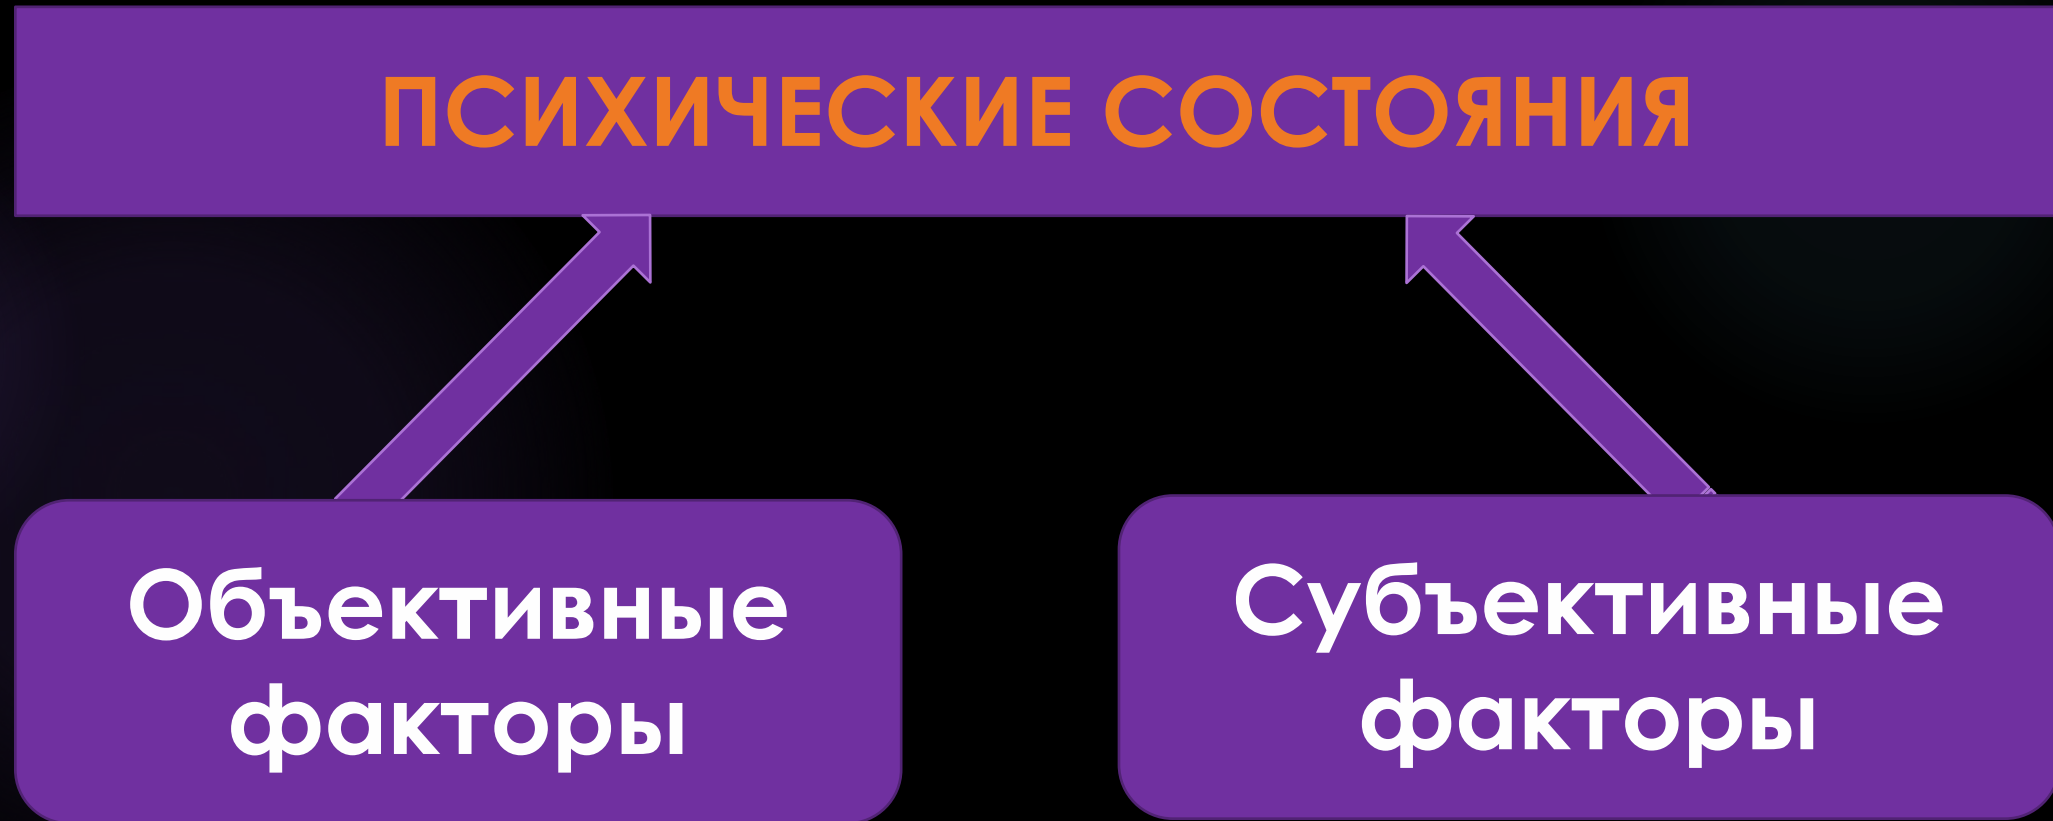 ПСИХИЧЕСКИЕ СОСТОЯНИЯ
Объективные
факторы
Субъективные
факторы